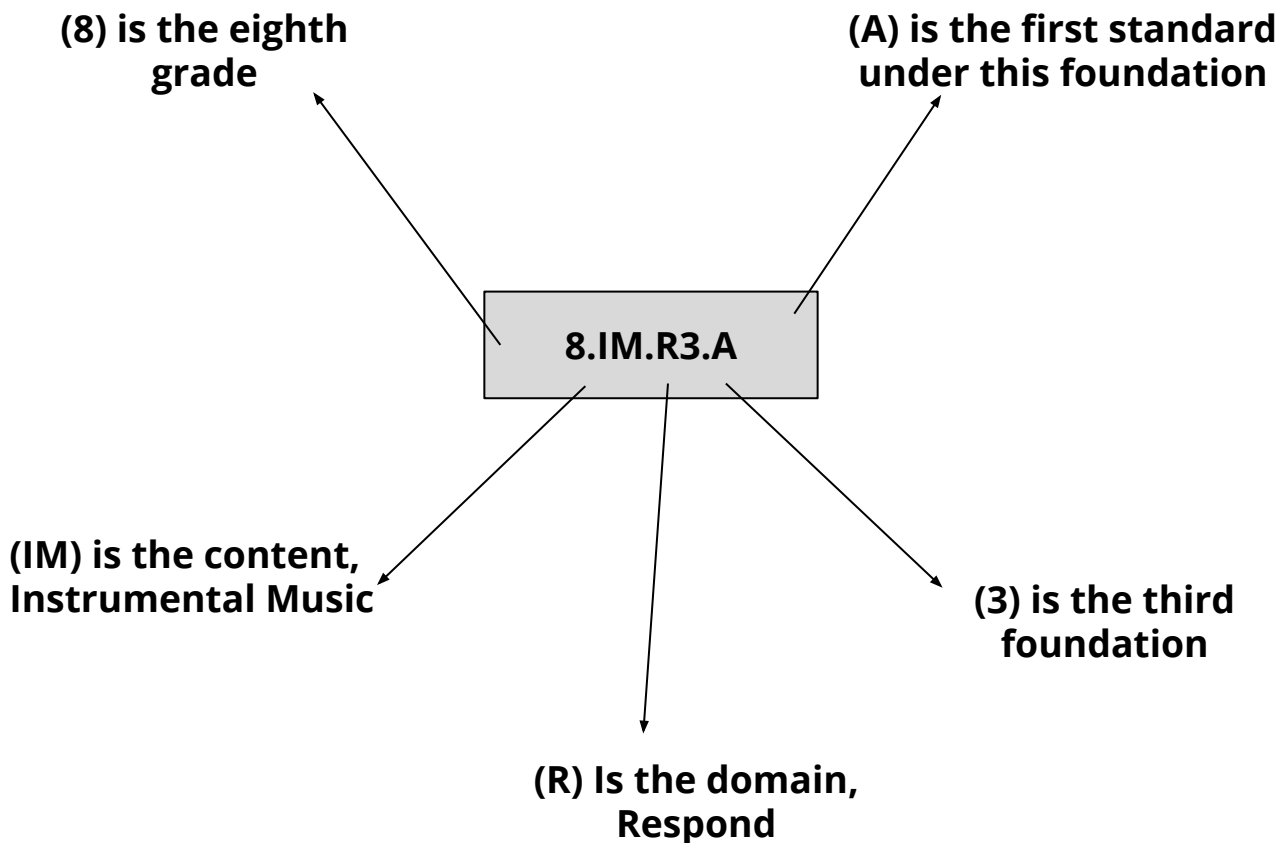 (8) is the eighth
grade
(A) is the first standard
under this foundation
8.IM.R3.A
(IM) is the content,
Instrumental Music
(3) is the third
foundation
(R) Is the domain,
Respond